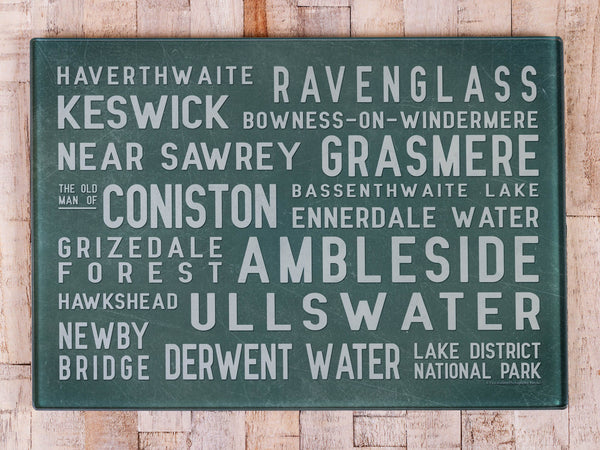 HAVERTHWAITE RAVENGLASS
KESWICK BOWNESS-ON-WINDERMERE
NEAR SAWREY GRASMERE
THE OLD MAN OF CONISTON BASSENTHWAITE LAKE
ENNERDALE WATER
GRIZEDALE FOREST AMBLESIDE
HAWKSHEAD ULLSWATER
NEWBY BRIDGE DERWENT WATER LAKE DISTRICT NATIONAL PARK